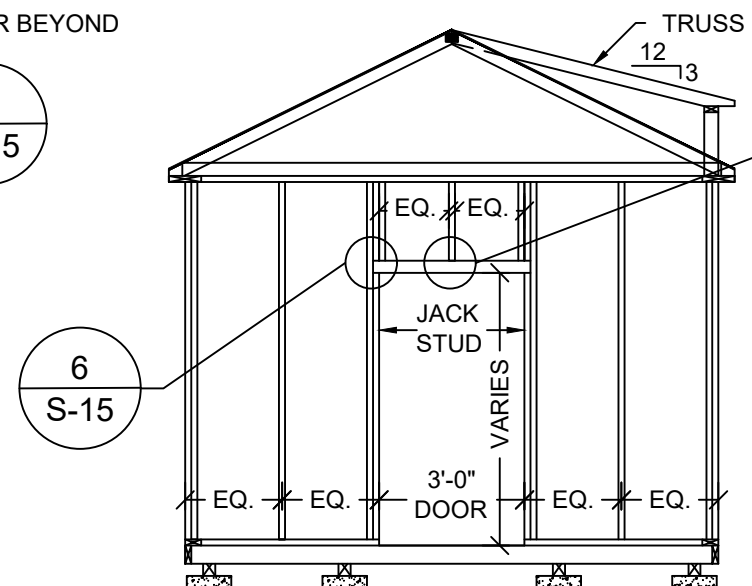 R BEYOND
TRUSS
12
3
5
EQ. EQ.
JACK
STUD
6
S-15
VARIES
3'-0"
DOOR
EQ. EQ. EQ. EQ.